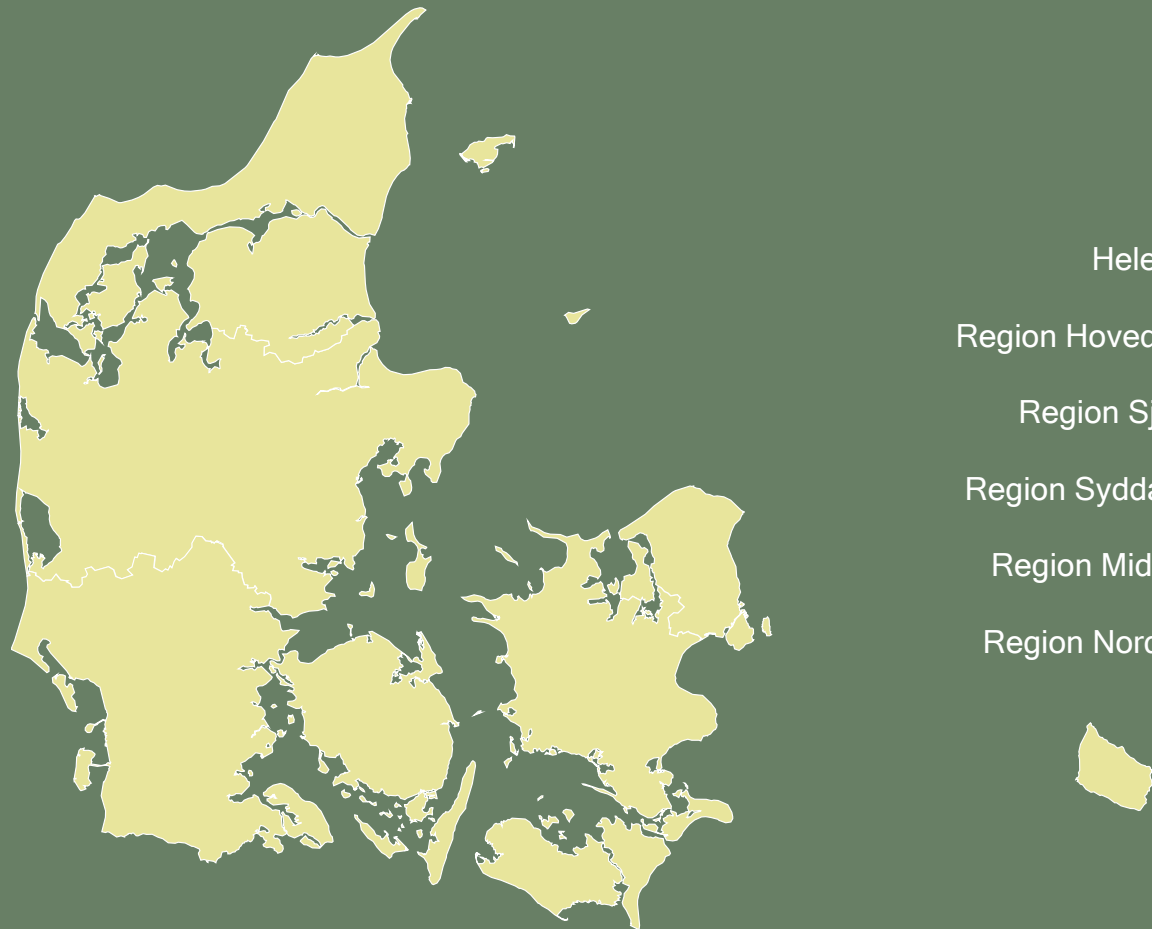 Hele
Region Hoved
Region Sj
Region Sydda
Region Mid
Region Nord